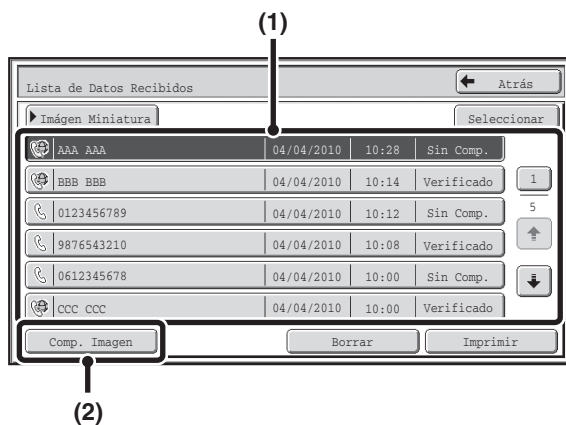 (1)
Lista de Datos Recibidos
Atrás
Imágen Miniatura
Seleccionar
AAA AAA 04/04/2010 10:28 Sin Comp.
BBB BBB 04/04/2010 10:14 Verificado
1
0123456789 04/04/2010 10:12 Sin Comp.
5
9876543210 04/04/2010 10:08 Verificado
0612345678 04/04/2010 10:00 Sin Comp.
CCC CCC 04/04/2010 10:00 Verificado
Comp. Imagen
Borrar
Imprimir
(2)